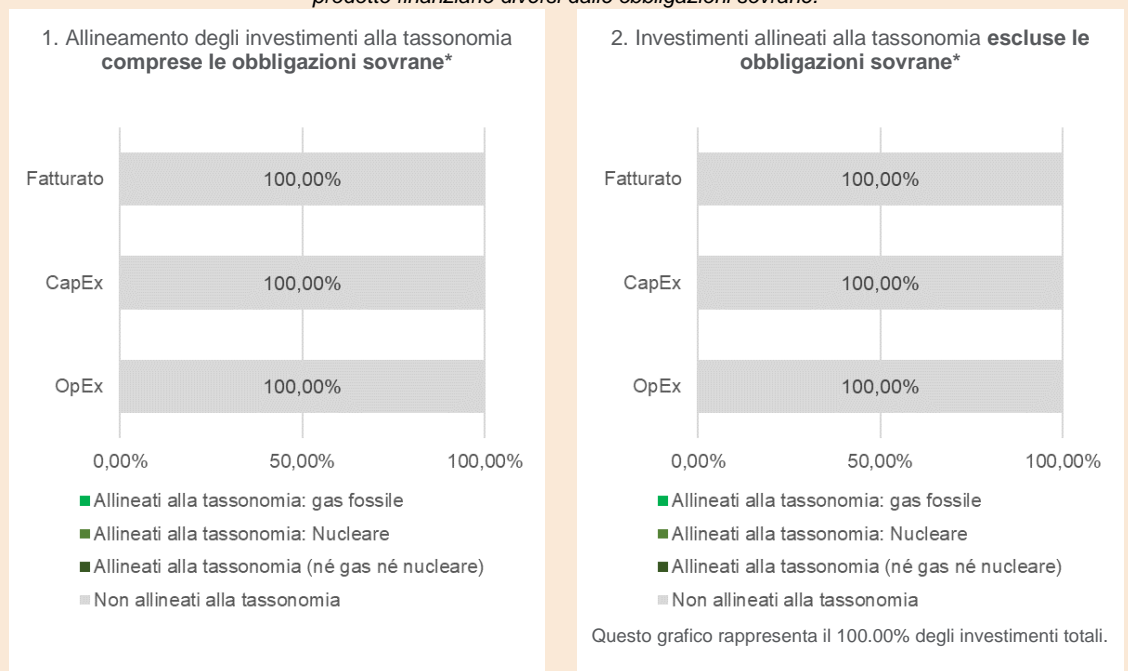 prodotto finanziario diversi dalle obbligazioni sovrane.
1. Allineamento degli investimenti alla tassonomia
comprese le obbligazioni sovrane*
Fatturato
100,00%
CapEx
100,00%
OpEx
100,00%
0,00%
50,00%
100,00%
Allineati alla tassonomia: gas fossile
Allineati alla tassonomia: Nucleare
Allineati alla tassonomia (né gas né nucleare)
Non allineati alla tassonomia
2. Investimenti allineati alla tassonomia escluse le
obbligazioni sovrane*
Fatturato
100,00%
CapEx
100,00%
OpEx
100,00%
0,00%
50,00%
100,00%
Allineati alla tassonomia: gas fossile
Allineati alla tassonomia: Nucleare
Allineati alla tassonomia (né gas né nucleare)
Non allineati alla tassonomia
Questo grafico rappresenta il 100.00% degli investimenti totali.